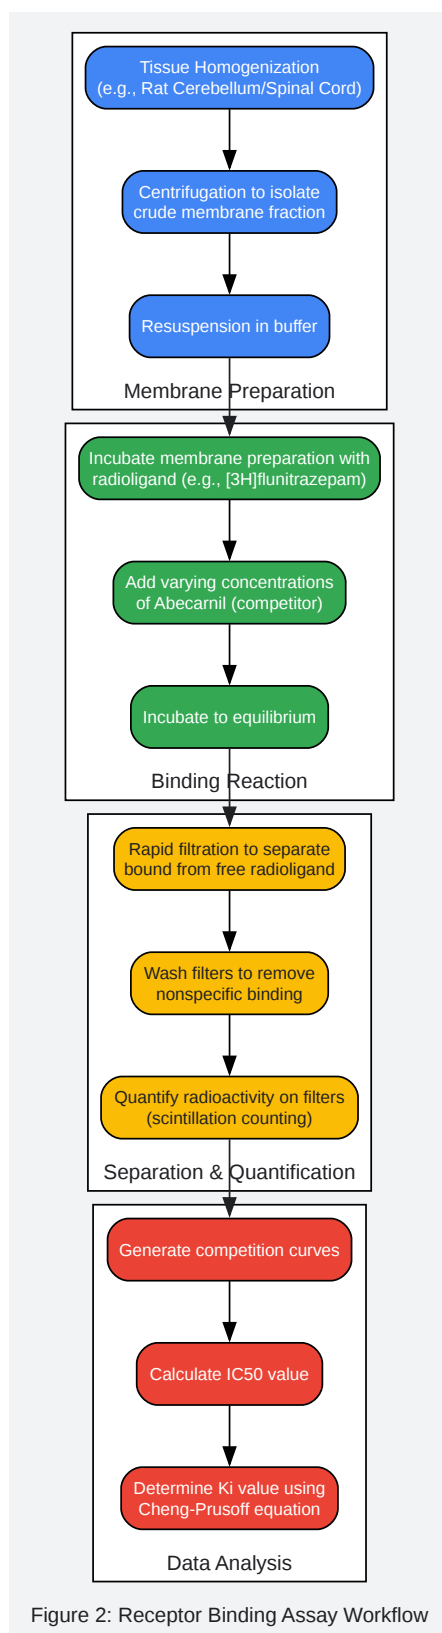 Tissue Homogenization
(e.g., Rat Cerebellum/Spinal Cord)
Centrifugation to isolate
crude membrane fraction
Resuspension in buffer
Membrane Preparation
Incubate membrane preparation with
radioligand (e.g., [3H]flunitrazepam)
Add varying concentrations
of Abecarnil (competitor)
Incubate to equilibrium
Binding Reaction
Rapid filtration to separate
bound from free radioligand
Wash filters to remove
nonspecific binding
Quantify radioactivity on filters
(scintillation counting)
Separation & Quantification
Generate competition curves
Calculate IC50 value
Determine Ki value using
Cheng-Prusoff equation
Data Analysis
Figure 2: Receptor Binding Assay Workflow